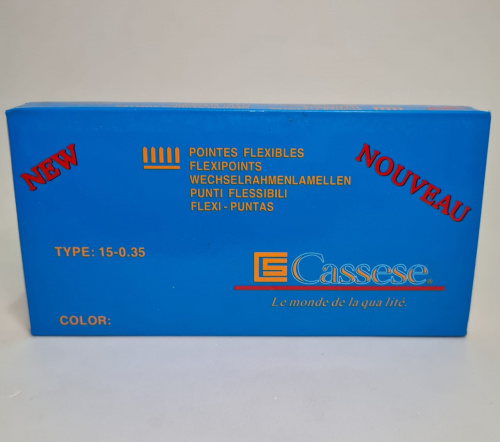 NEW
NOUVEAU
POINTES FLEXIBLES
FLEXIPOINTS
WECHSELRAHMENLAMELLEN
PUNTI FLESSIBILI
FLEXI - PUNTAS
TYPE: 15-0.35
Cassese®
Le monde de la qua lité.
COLOR: